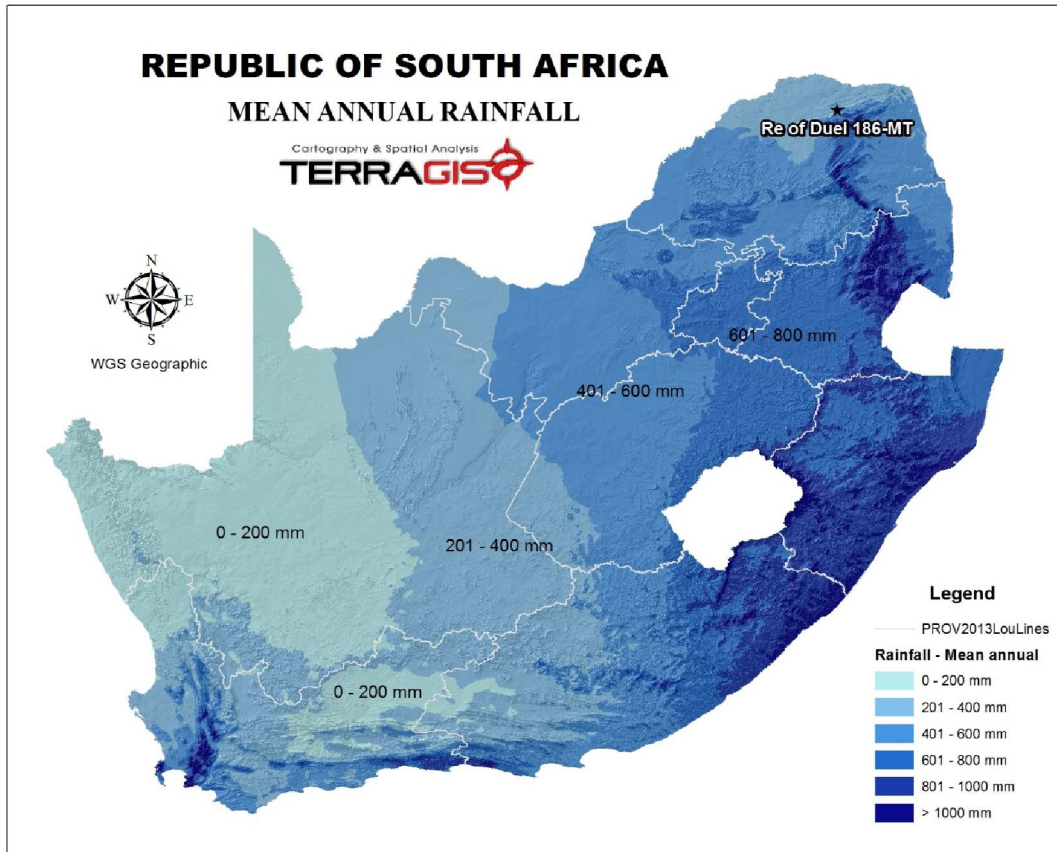 REPUBLIC OF SOUTH AFRICA
MEAN ANNUAL RAINFALL
Cartography & Spatial Analysis
TERRAGIS
Re of Duel 186-MT
N
W E
S
WGS Geographic
601 - 800 mm
401 - 600 mm
0 - 200 mm
201 - 400 mm
0 - 200 mm
Legend
PROV2013LouLines
Rainfall - Mean annual
0 - 200 mm
201 - 400 mm
401 - 600 mm
601 - 800 mm
801 - 1000 mm
> 1000 mm